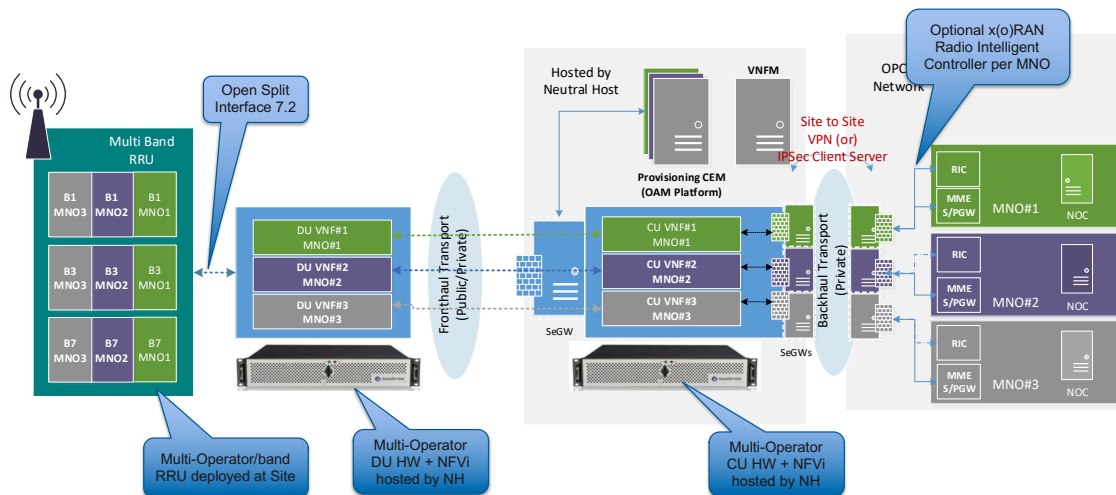 Optional x(o)RAN
Radio Intelligent
Controller per MNO
Hosted by
Neutral Host
VNFM
Network
Open Split
Interface 7.2
Site to Site
VPN (or)
IPSec Client Server
Multi Band
RRU
Provisioning CEM
(OAM Platform)
B1
MNO3
B1
MNO2
B1
MNO1
B3
MNO3
B3
MNO2
B3
MNO1
B7
MNO3
B7
MNO2
B7
MNO1
DU VNF#1
MNO#1
DU VNF#2
MNO#2
DU VNF#3
MNO#3
Fronthaul Transport
(Public/Private)
SeGW
CU VNF#1
MNO#1
CU VNF#2
MNO#2
CU VNF#3
MNO#3
SeGWs
Backhaul Transport
(Private)
RIC
MME
S/PGW
MNO#1
NOC
RIC
MME
S/PGW
MNO#2
NOC
RIC
MME
S/PGW
MNO#3
NOC
Multi-Operator/band
RRU deployed at Site
Multi-Operator
DU HW + NFVi
hosted by NH
Multi-Operator
CU HW + NFVi
hosted by NH